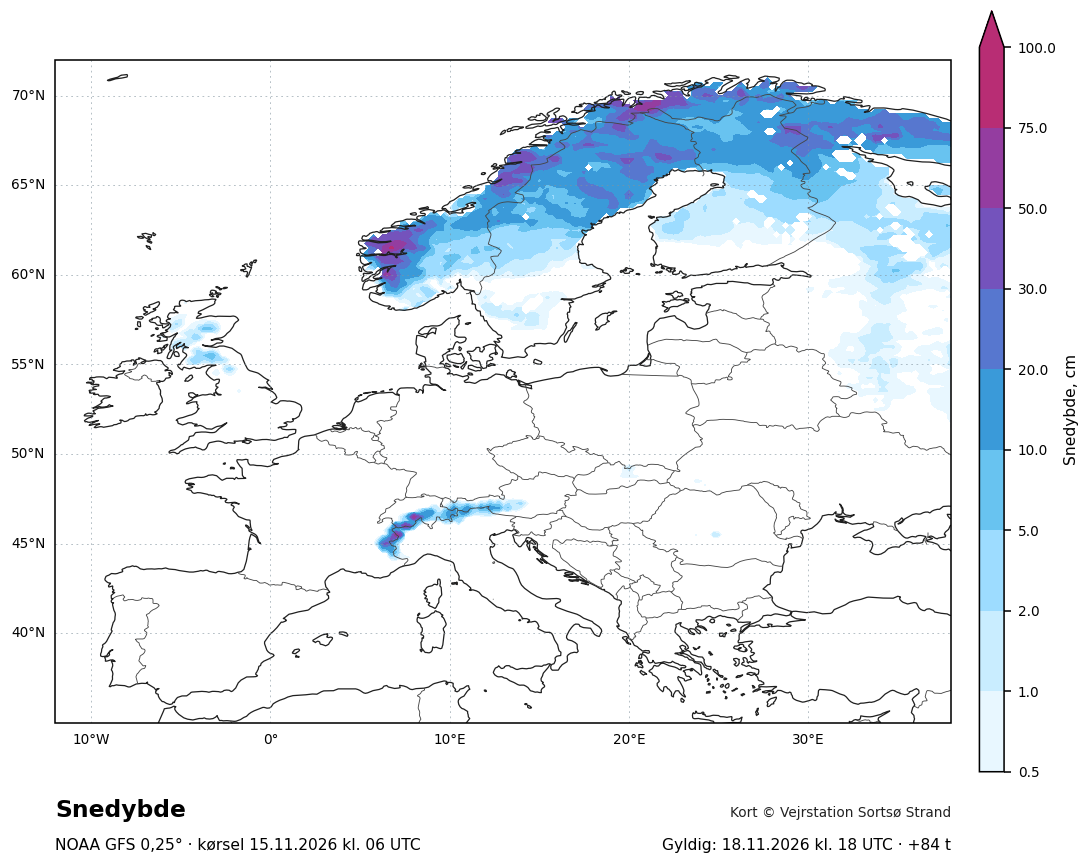 100.0
75.0
50.0
30.0
20.0
10.0
5.0
2.0
1.0
0.5
Snedybde, cm
70°N
65°N
60°N
55°N
50°N
45°N
40°N
10°W
0°
10°E
20°E
30°E
Snedybde
Kort © Vejrstation Sortsø Strand
NOAA GFS 0,25° · kørsel 15.11.2026 kl. 06 UTC
Gyldig: 18.11.2026 kl. 18 UTC · +84 t